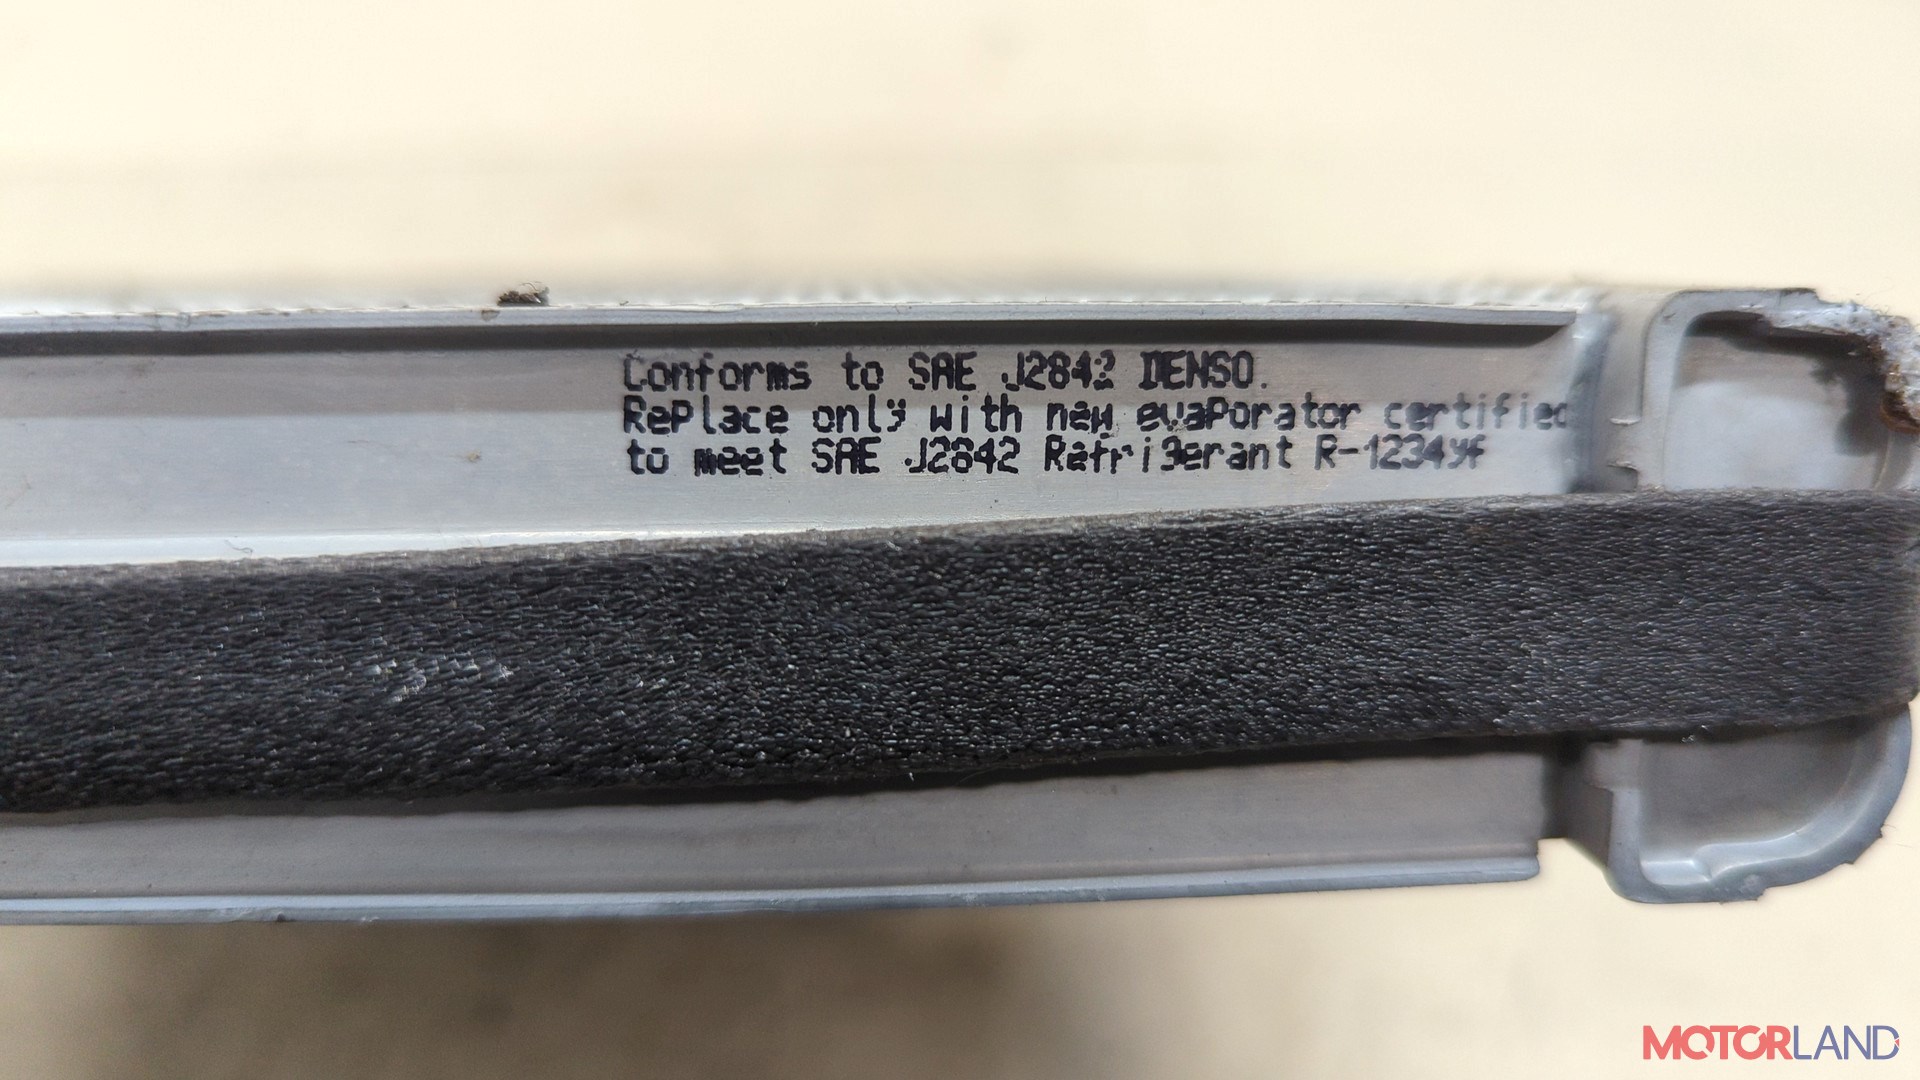 Conforms to SAE J2842 DENSO.
Replace only with new evaporator certified
to meet SAE J2842 Refrigerant R-1234yf
MOTORLAND